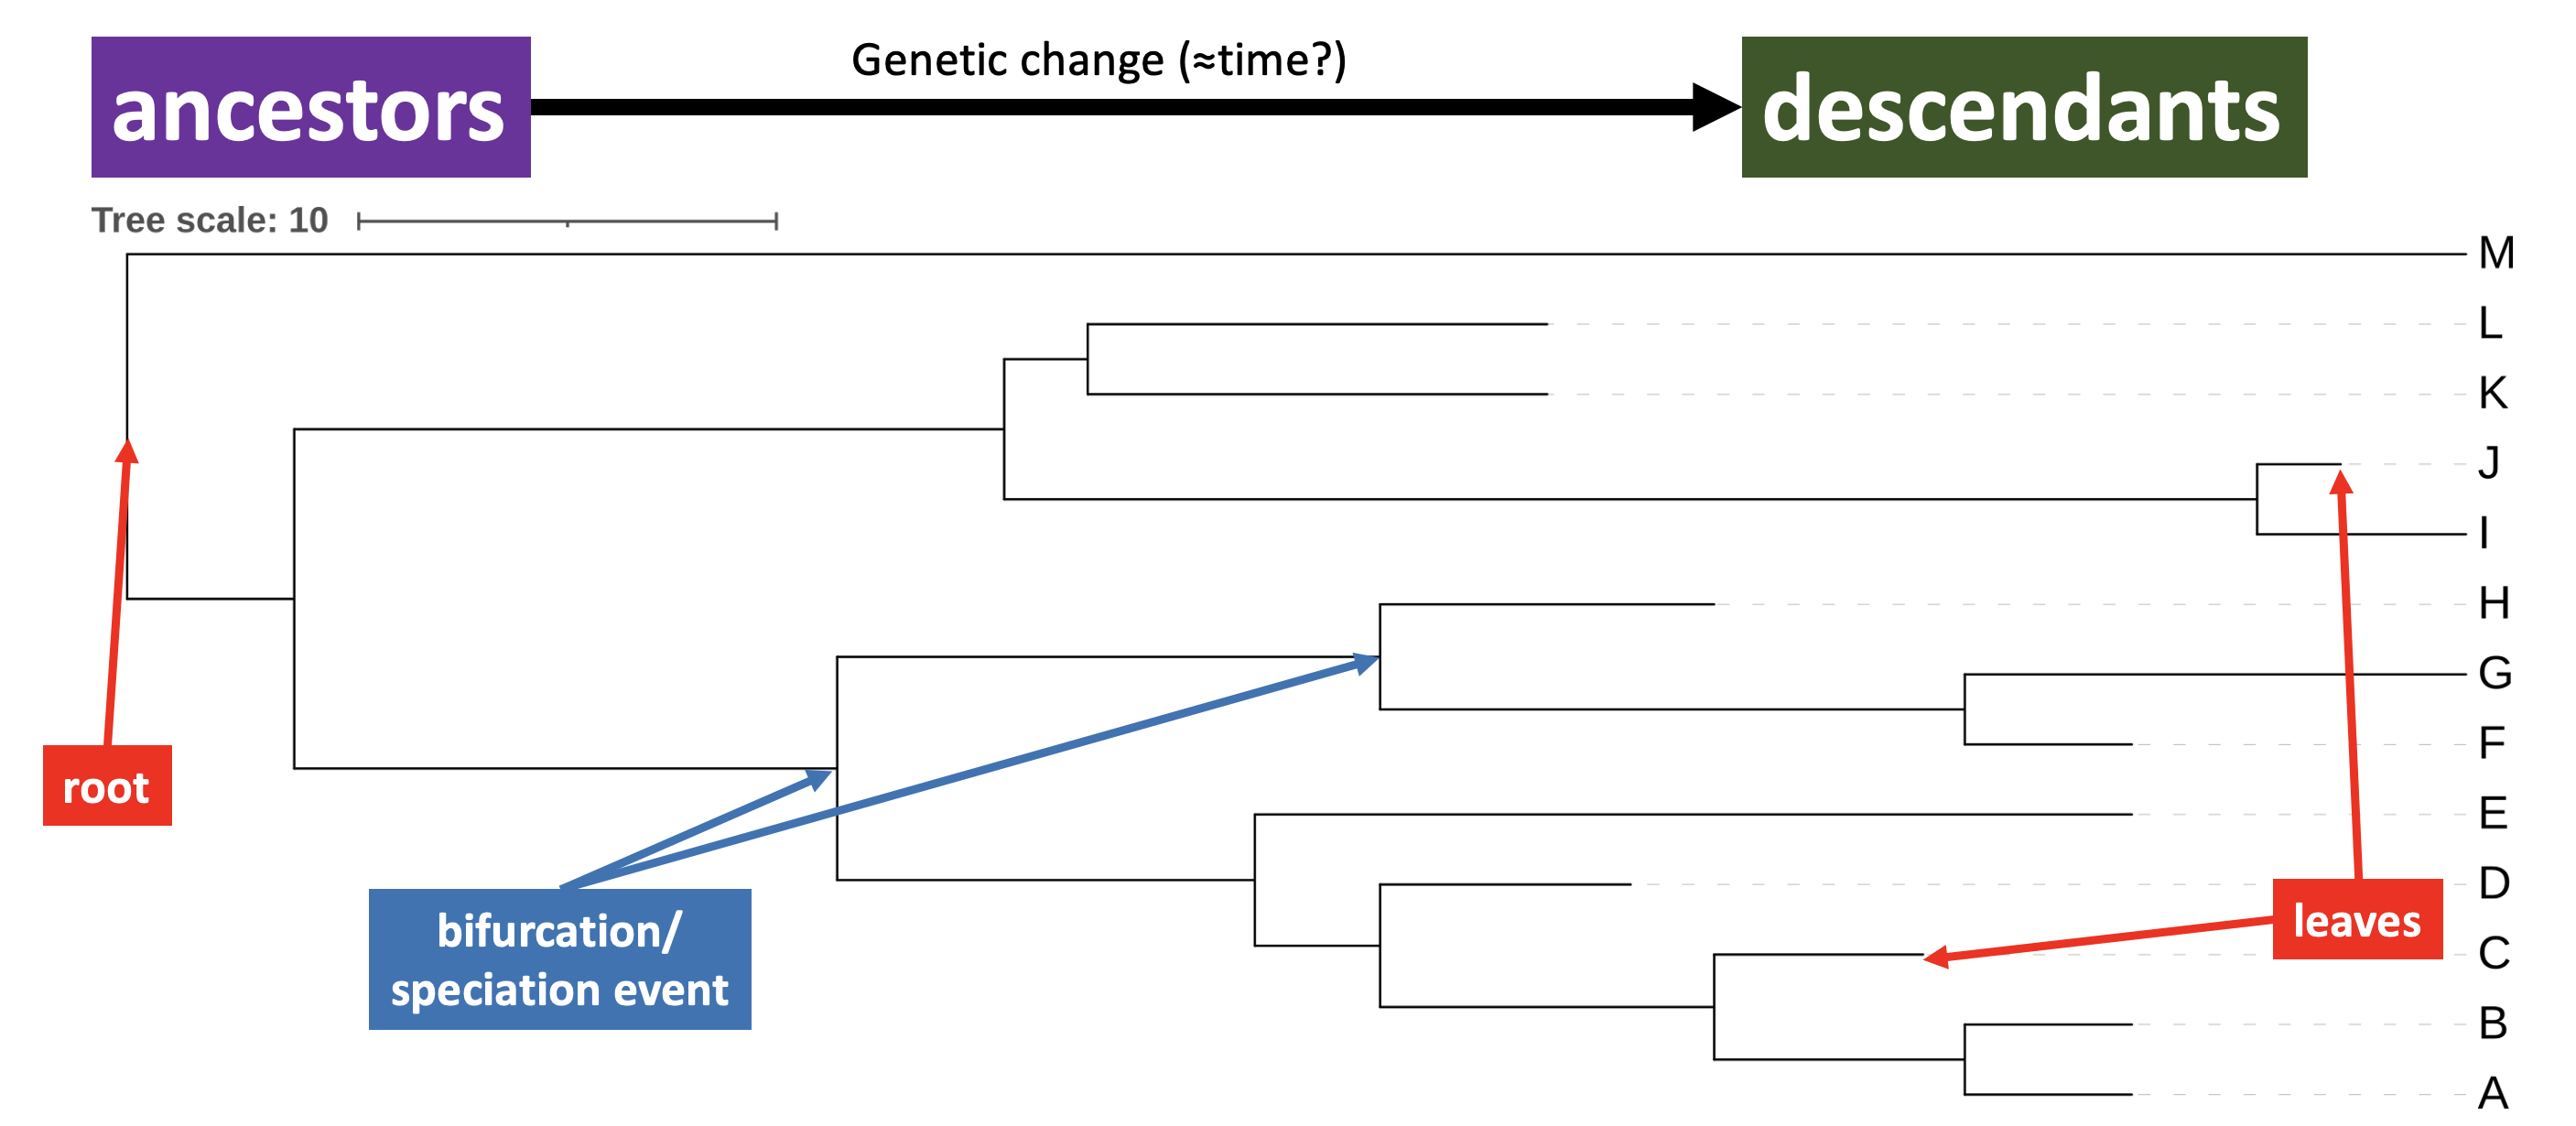 ancestors
Genetic change (≈time?)
descendants
Tree scale: 10
M
L
K
J
I
H
G
F
root
E
D
bifurcation/
speciation event
leaves
C
B
A